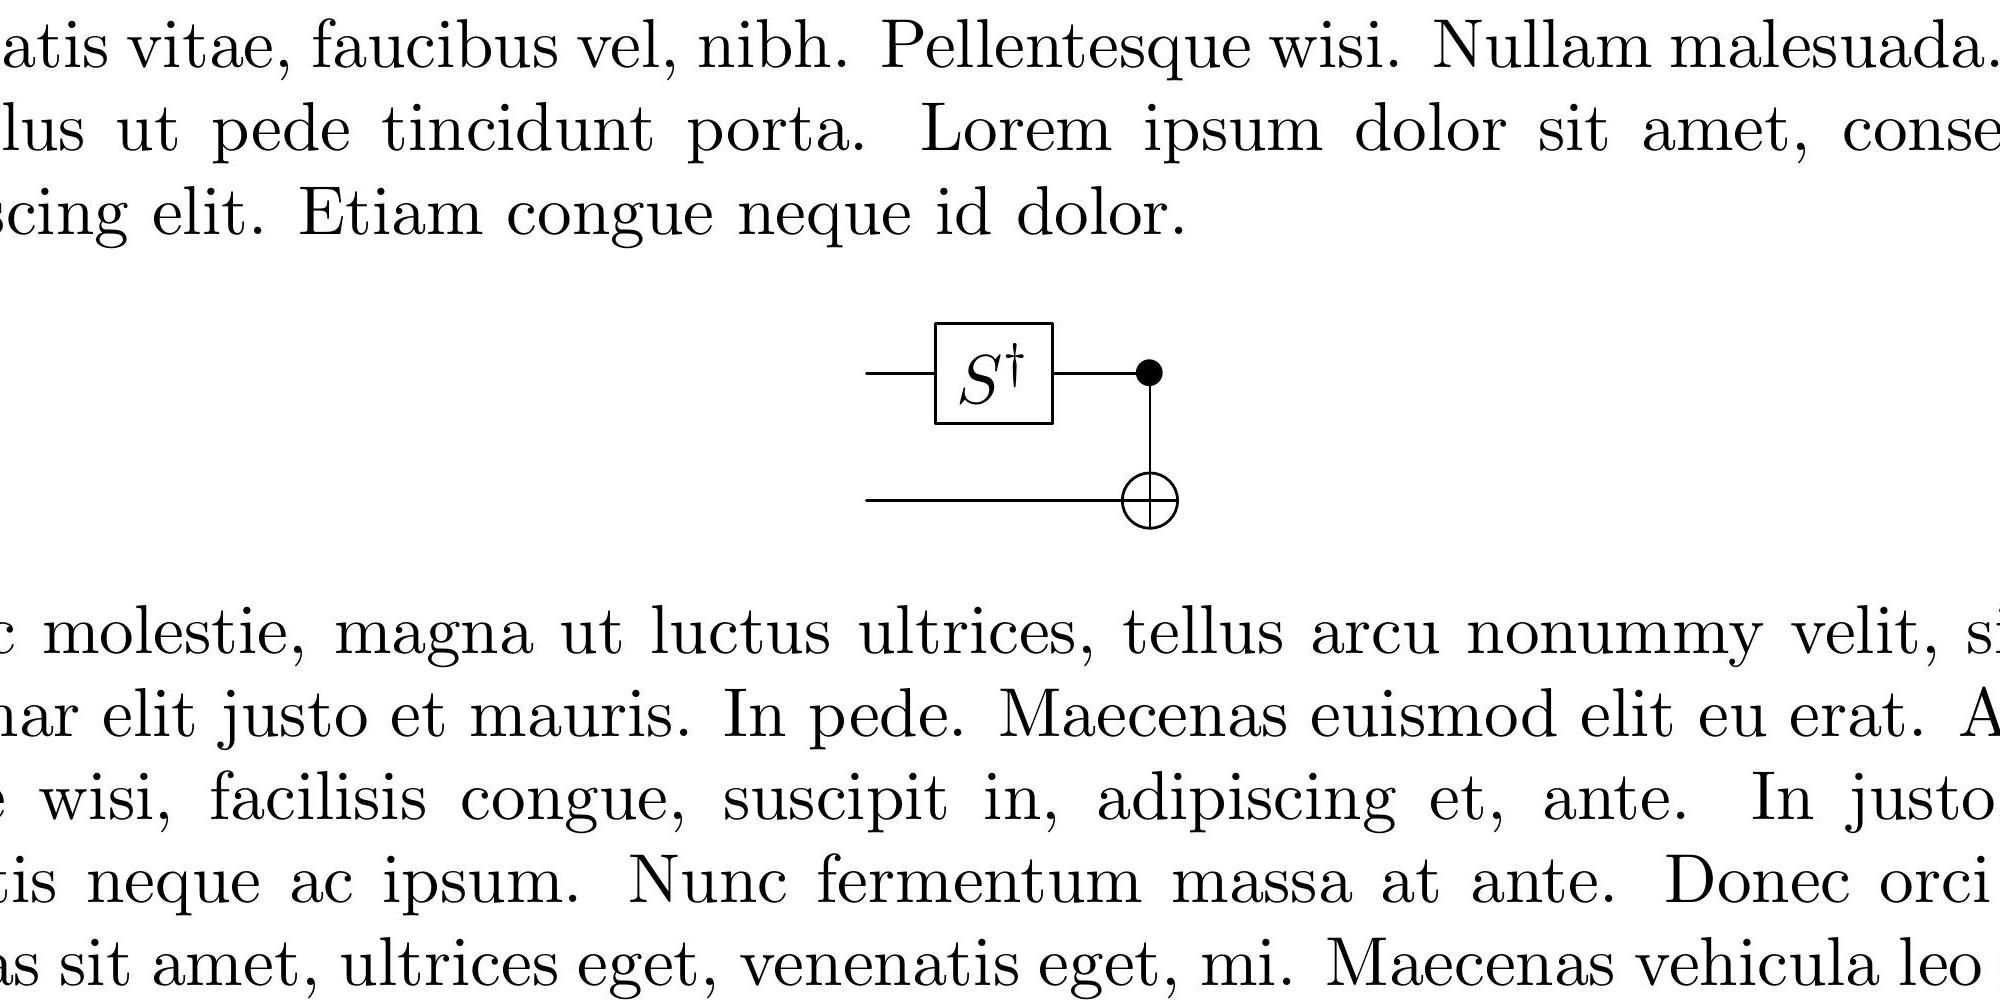 atis vitae, faucibus vel, nibh. Pellentesque wisi. Nullam malesuada.
lus ut pede tincidunt porta. Lorem ipsum dolor sit amet, conse
scing elit. Etiam congue neque id dolor.
S†
c molestie, magna ut luctus ultrices, tellus arcu nonummy velit, si
nar elit justo et mauris. In pede. Maecenas euismod elit eu erat. A
e wisi, facilisis congue, suscipit in, adipiscing et, ante. In justo
tis neque ac ipsum. Nunc fermentum massa at ante. Donec orci
as sit amet, ultrices eget, venenatis eget, mi. Maecenas vehicula leo